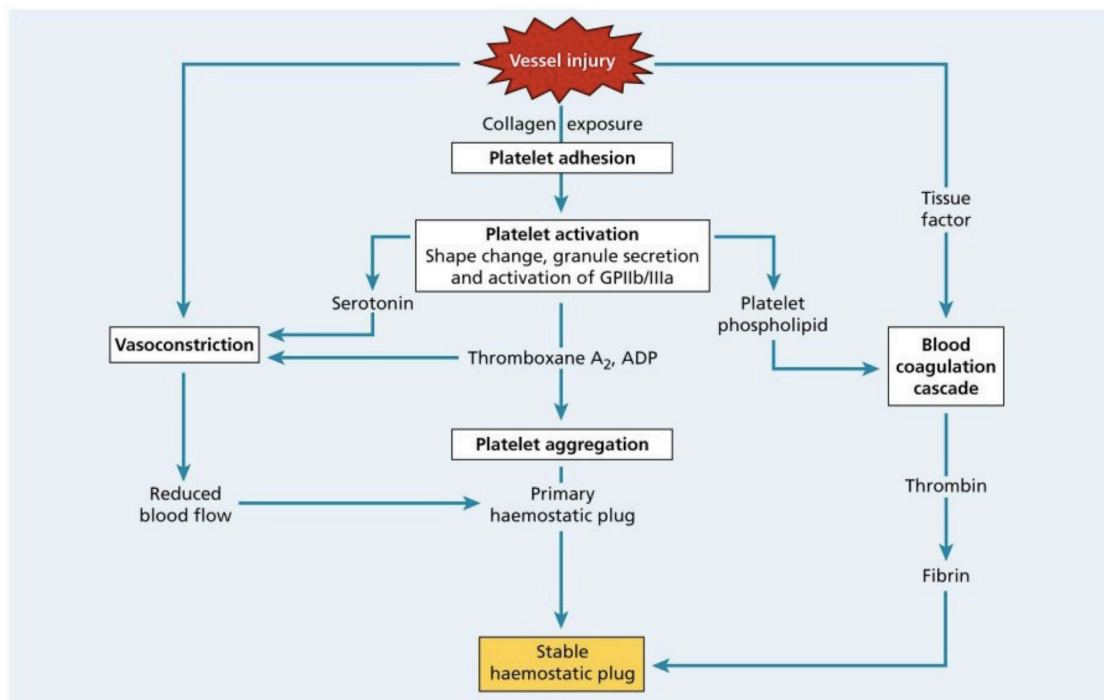 Vessel injury
Collagen exposure
Platelet adhesion
Tissue
factor
Platelet activation
Shape change, granule secretion
and activation of GPIIb/IIIa
Serotonin
Platelet
phospholipid
Vasoconstriction
Thromboxane A₂, ADP
Blood
coagulation
cascade
Platelet aggregation
Reduced
blood flow
Primary
haemostatic plug
Thrombin
Fibrin
Stable
haemostatic plug